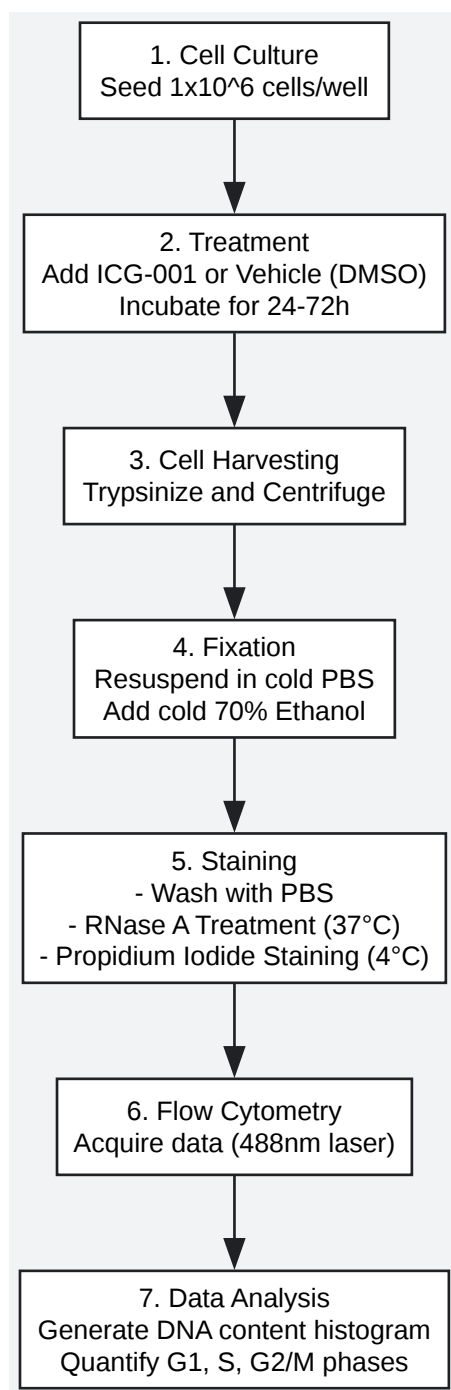 1. Cell Culture
Seed 1x10^6 cells/well
2. Treatment
Add ICG-001 or Vehicle (DMSO)
Incubate for 24-72h
3. Cell Harvesting
Trypsinize and Centrifuge
4. Fixation
Resuspend in cold PBS
Add cold 70% Ethanol
5. Staining
- Wash with PBS
- RNase A Treatment (37°C)
- Propidium Iodide Staining (4°C)
6. Flow Cytometry
Acquire data (488nm laser)
7. Data Analysis
Generate DNA content histogram
Quantify G1, S, G2/M phases